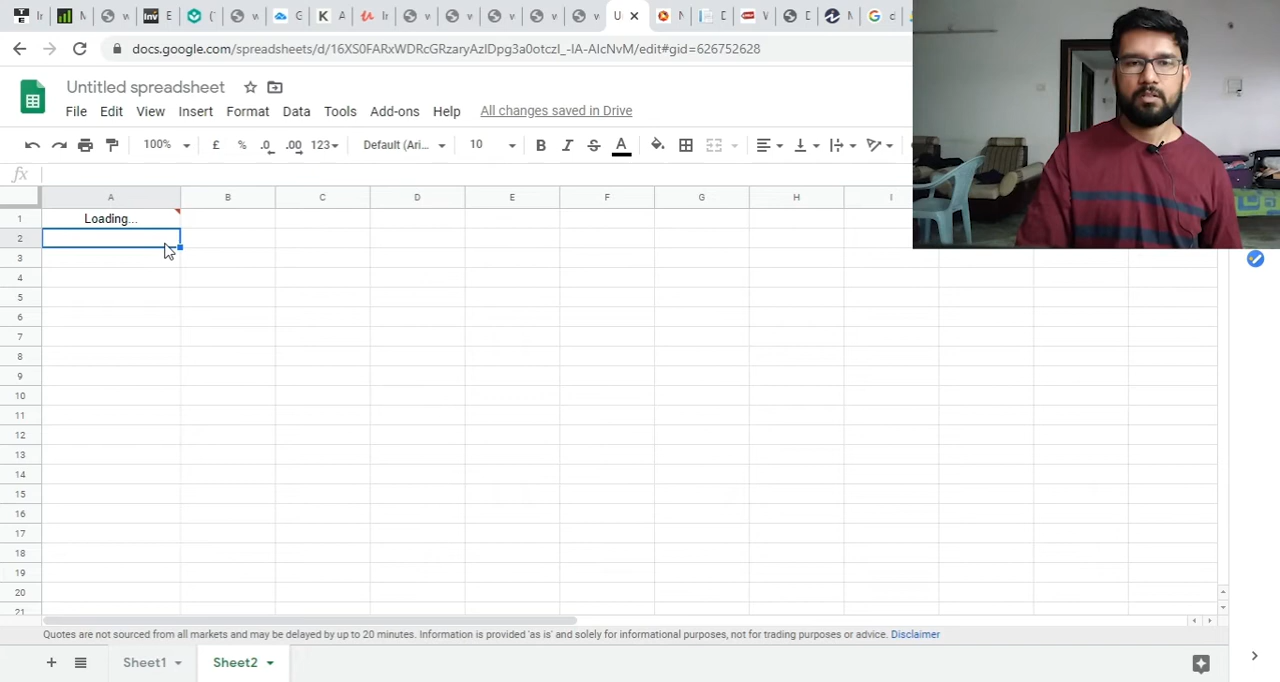 Ir
M
w
Inv
E
(
w
G
K
A
Ir
w
w
w
w
w
U
N
D
V
D
M
G
docs.google.com/spreadsheets/d/16XS0FARxWDRcGRzaryAzlDpg3a0otczI_-IA-AlcNvM/edit#gid=626752628
Untitled spreadsheet
File Edit View Insert Format Data Tools Add-ons Help All changes saved in Drive
100% £ % .0 .00 123 Default (Ari... 10 B I S A
fx
A B C D E F G H I
1 Loading...
2
3
4
5
6
7
8
9
10
11
12
13
14
15
16
17
18
19
20
21
Quotes are not sourced from all markets and may be delayed by up to 20 minutes. Information is provided 'as is' and solely for informational purposes, not for trading purposes or advice. Disclaimer
Sheet1 Sheet2